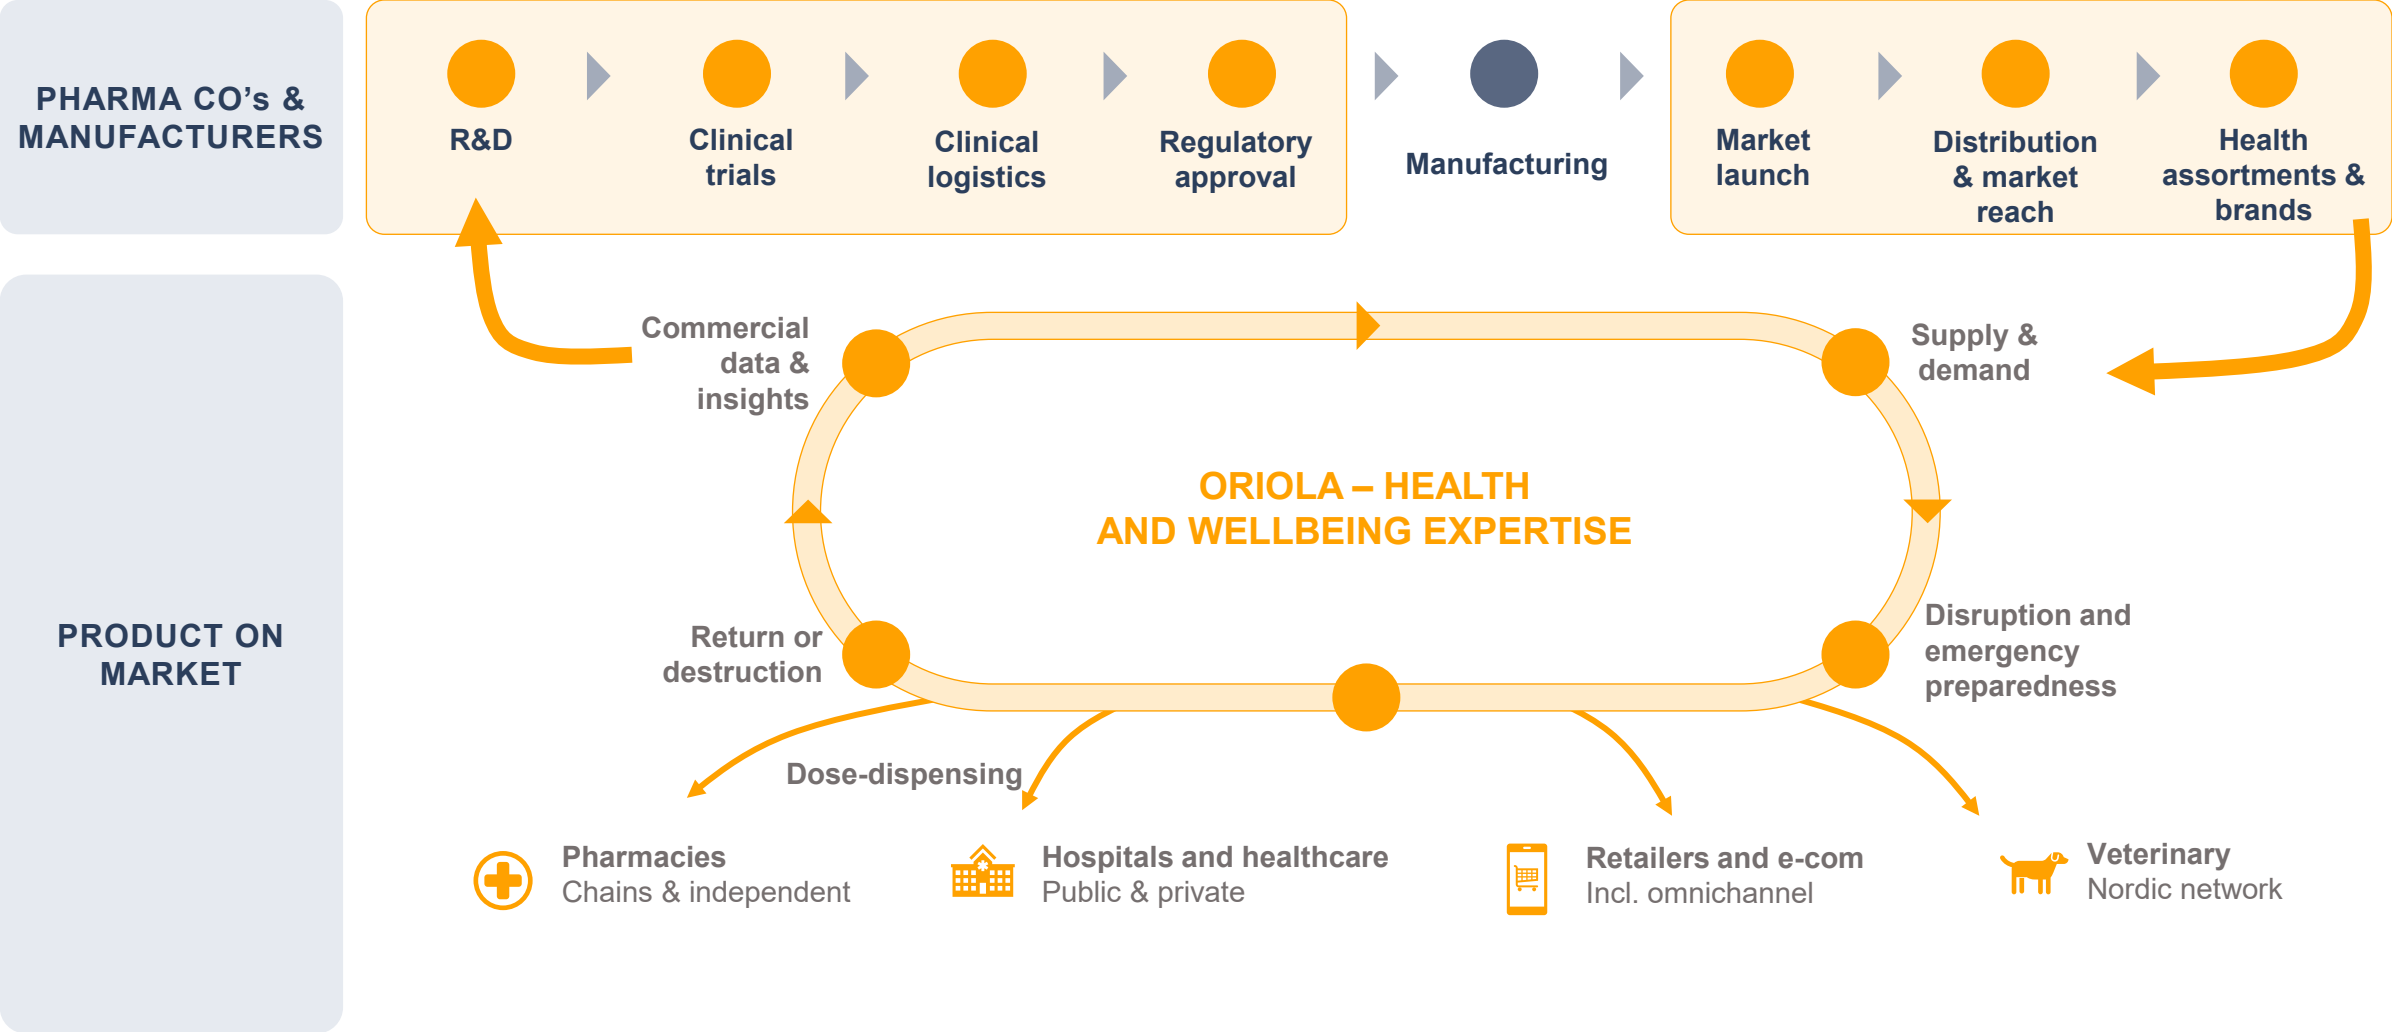 PHARMA CO’s &
MANUFACTURERS
R&D
Clinical
trials
Clinical
logistics
Regulatory
approval
Manufacturing
Market
launch
Distribution
& market
reach
Health
assortments &
brands
PRODUCT ON
MARKET
Commercial
data &
insights
Supply &
demand
ORIOLA – HEALTH
AND WELLBEING EXPERTISE
Return or
destruction
Disruption and
emergency
preparedness
Dose-dispensing
Pharmacies
Chains & independent
Hospitals and healthcare
Public & private
Retailers and e-com
Incl. omnichannel
Veterinary
Nordic network